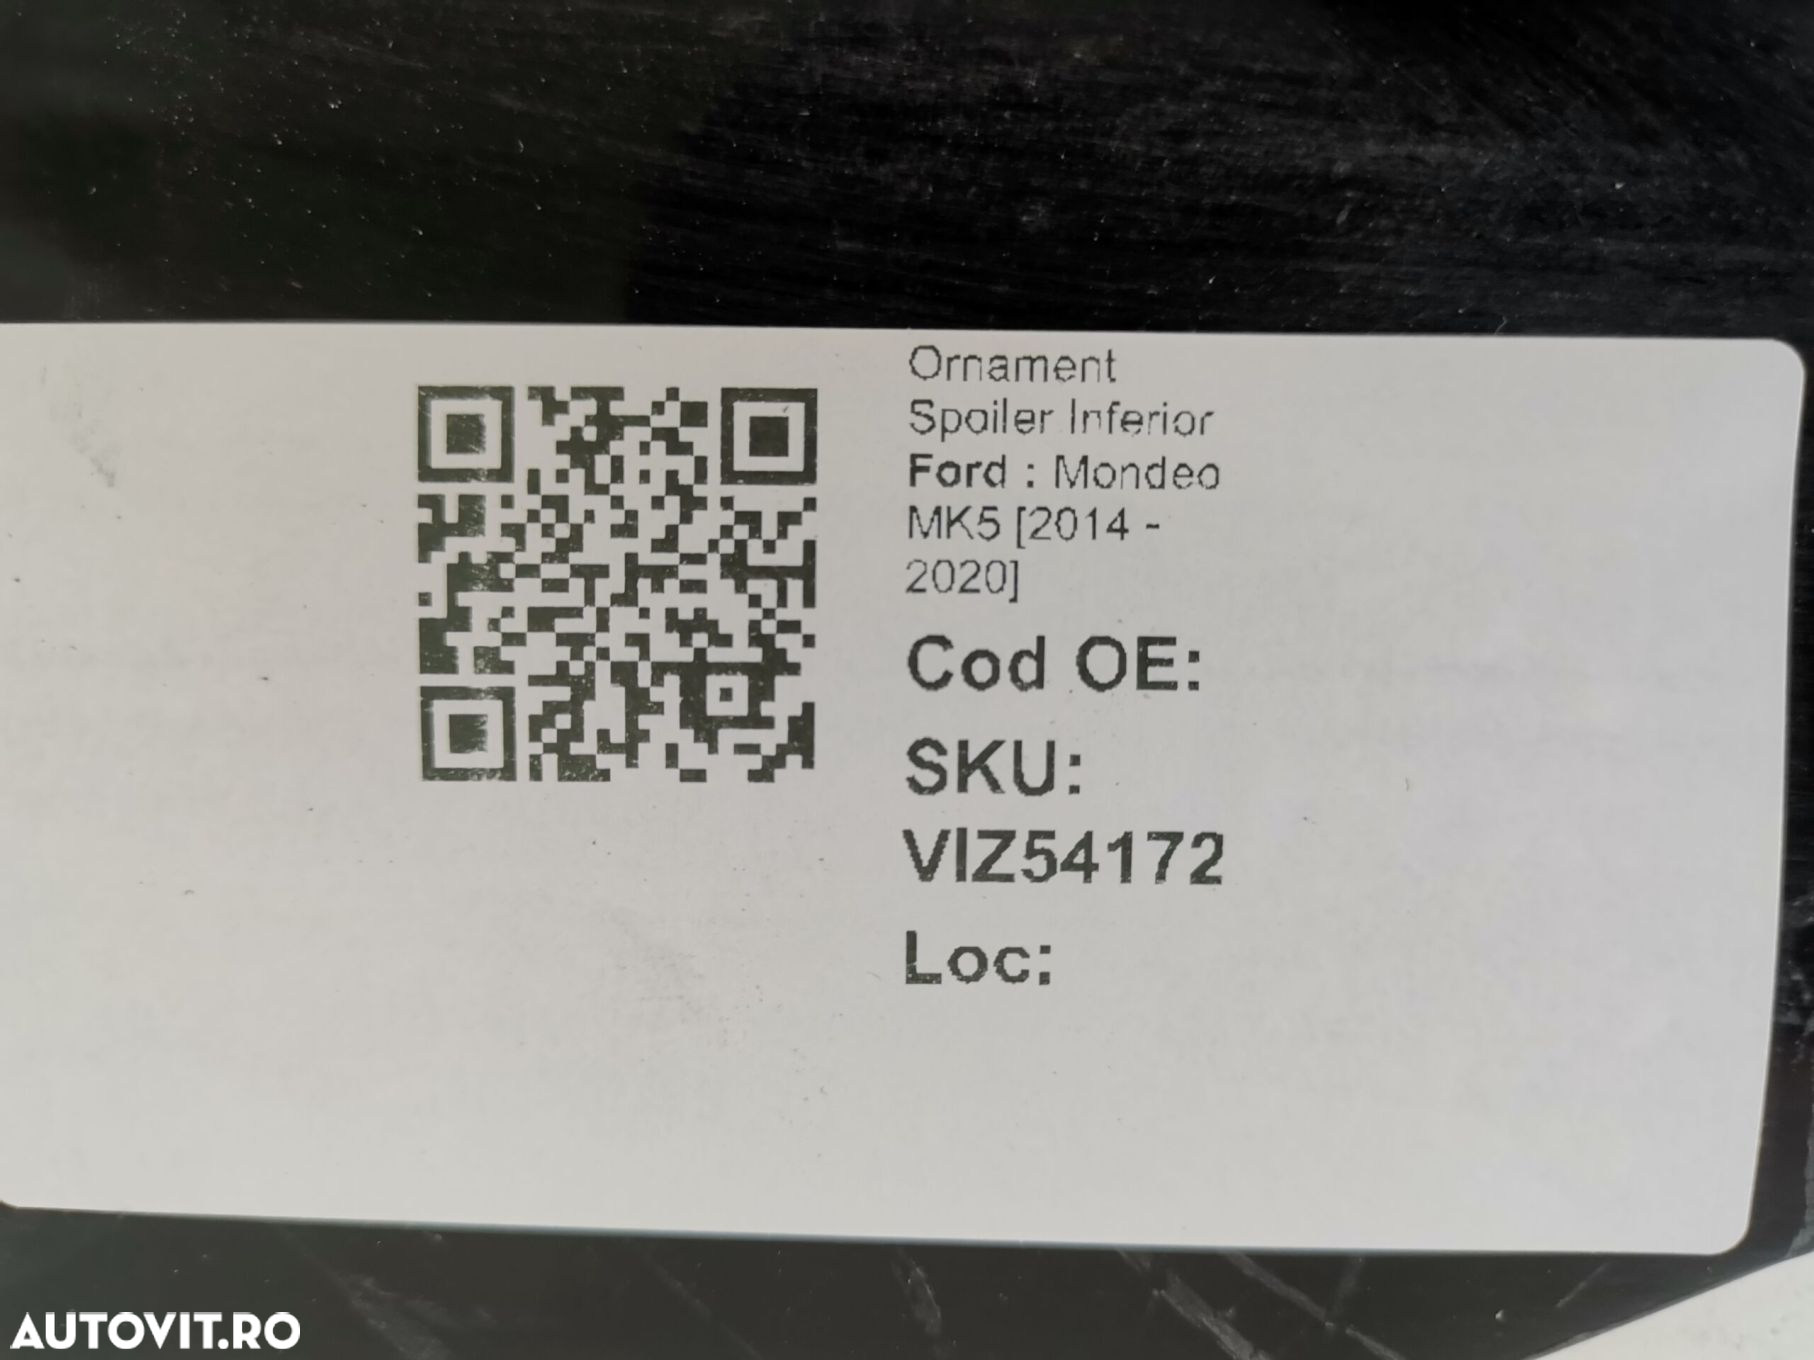 Ornament
Spoiler Inferior
Ford : Mondeo
MK5 [2014 -
2020]
Cod OE:
SKU:
VIZ54172
Loc:
AUTOVIT.RO